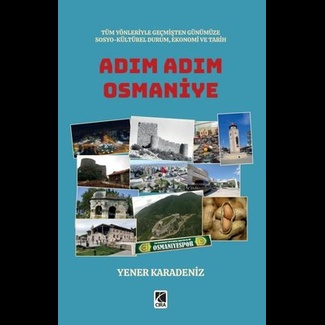 TÜM YÖNLERİYLE GEÇMİŞTEN GÜNÜMÜZE
SOSYO-KÜLTÜREL DURUM, EKONOMİ VE TARİH
ADIM ADIM
OSMANİYE
OSMANİYESPOR
YENER KARADENİZ
ÇIRA